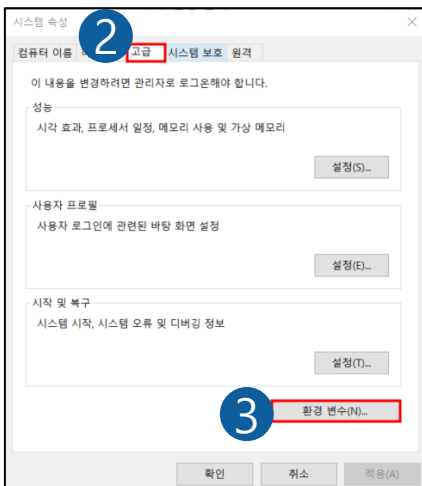 시스템 속성
2
컴퓨터 이름 고급 시스템 보호 원격
이 내용을 변경하려면 관리자로 로그온해야 합니다.
성능
시각 효과, 프로세서 일정, 메모리 사용 및 가상 메모리
설정(S)...
사용자 프로필
사용자 로그인에 관련된 바탕 화면 설정
설정(E)...
시작 및 복구
시스템 시작, 시스템 오류 및 디버깅 정보
설정(T)...
3 환경 변수(N)...
확인 취소 적용(A)